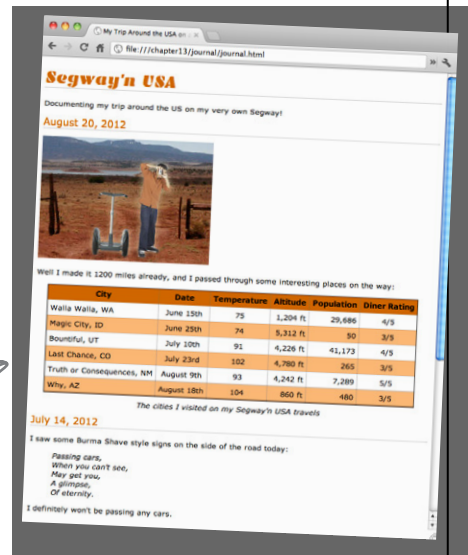 My Trip Around the USA on
file:///chapter13/journal/journal.html
Segway'n USA
Documenting my trip around the US on my very own Segway!
August 20, 2012
Well I made it 1200 miles already, and I passed through some interesting places on the way:
City Date Temperature Altitude Population Diner Rating
Walla Walla, WA June 15th 75 1,204 ft 29,686 4/5
Magic City, ID June 25th 74 5,312 ft 50 3/5
Bountiful, UT July 10th 91 4,226 ft 41,173 4/5
Last Chance, CO July 23rd 102 4,780 ft 265 3/5
Truth or Consequences, NM August 9th 93 4,242 ft 7,289 5/5
Why, AZ August 18th 104 860 ft 480 3/5
The cities I visited on my Segway'n USA travels
July 14, 2012
I saw some Burma Shave style signs on the side of the road today:
Passing cars,
When you can't see,
May get you,
A glimpse,
Of eternity.
I definitely won't be passing any cars.